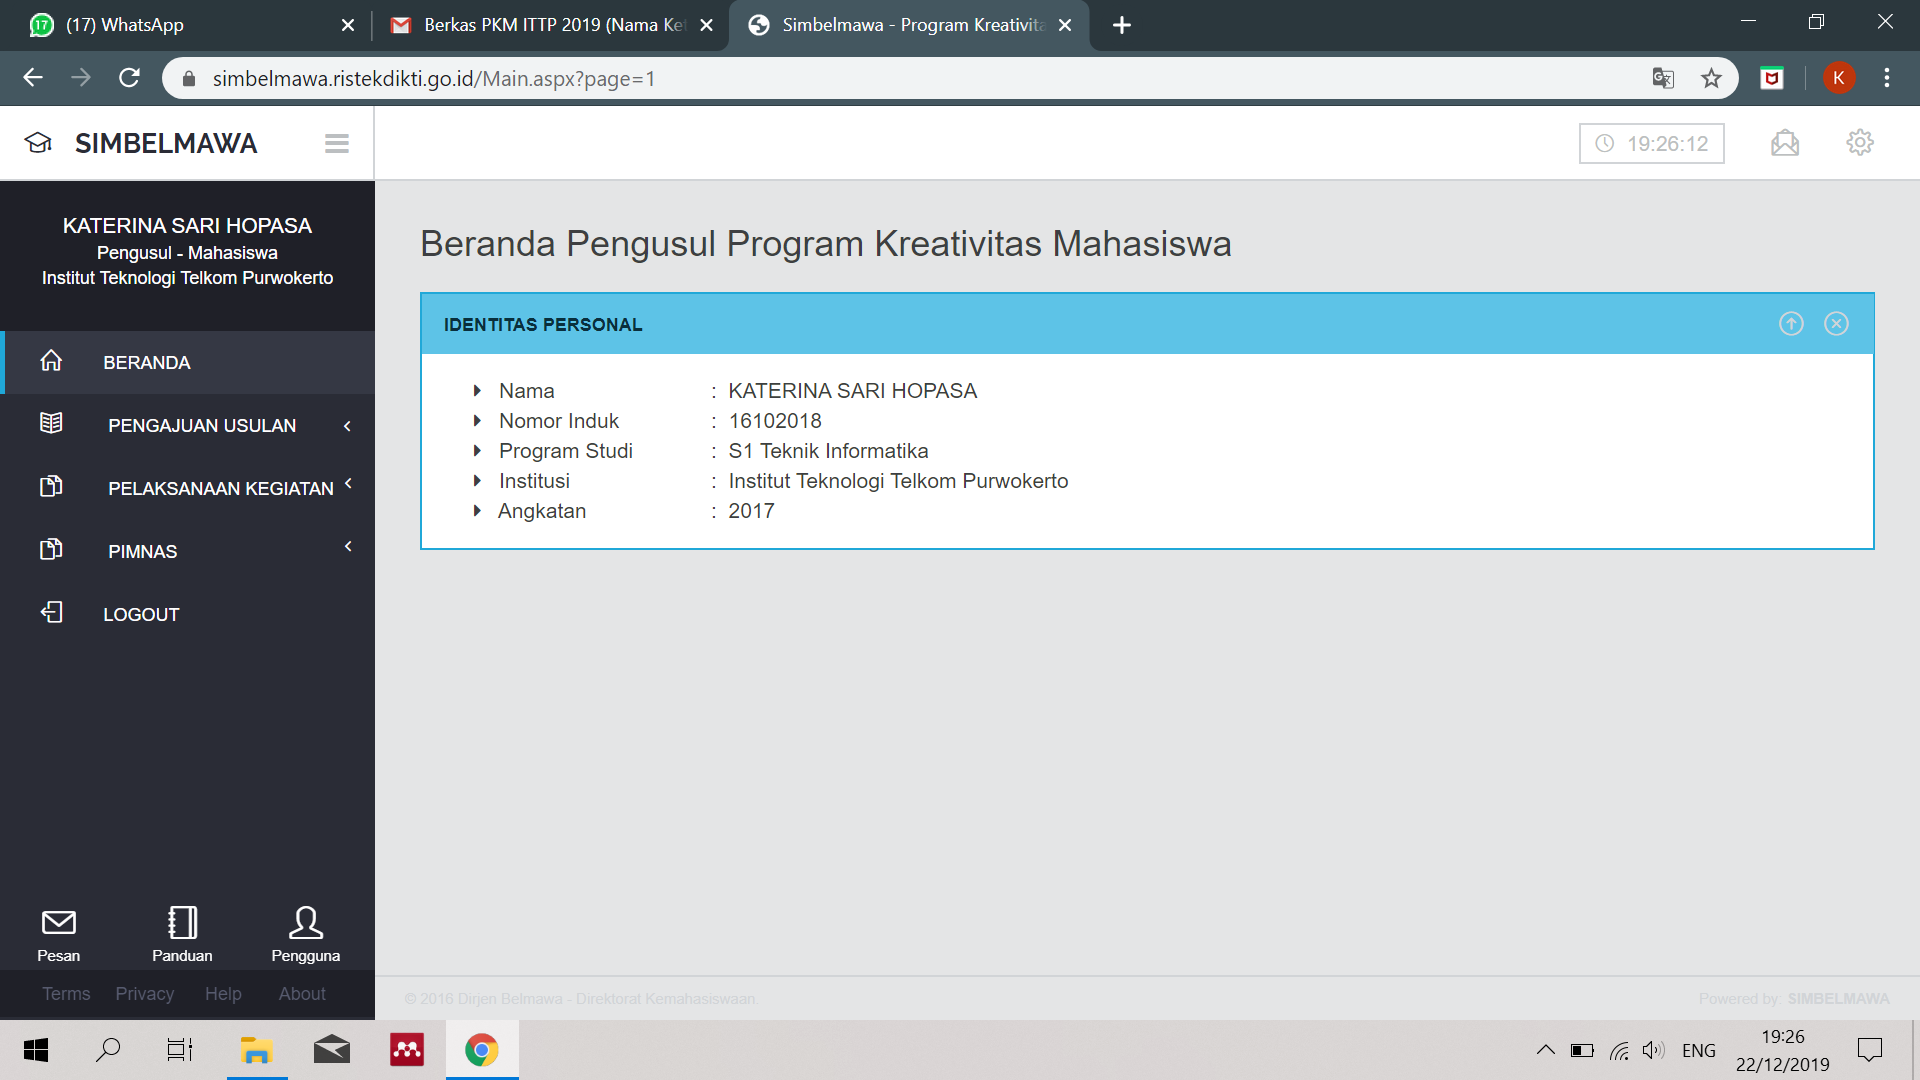 17 (17) WhatsApp
Berkas PKM ITTP 2019 (Nama Ke
Simbelmawa - Program Kreativita
simbelmawa.ristekdikti.go.id/Main.aspx?page=1
K
SIMBELMAWA
19:26:12
KATERINA SARI HOPASA
Pengusul - Mahasiswa
Institut Teknologi Telkom Purwokerto
BERANDA
PENGAJUAN USULAN
PELAKSANAAN KEGIATAN
PIMNAS
LOGOUT
Pesan Panduan Pengguna
Terms Privacy Help About
Beranda Pengusul Program Kreativitas Mahasiswa
IDENTITAS PERSONAL
Nama : KATERINA SARI HOPASA
Nomor Induk : 16102018
Program Studi : S1 Teknik Informatika
Institusi : Institut Teknologi Telkom Purwokerto
Angkatan : 2017
© 2016 Dirjen Belmawa - Direktorat Kemahasiswaan
Powered by: SIMBELMAWA
ENG
19:26
22/12/2019